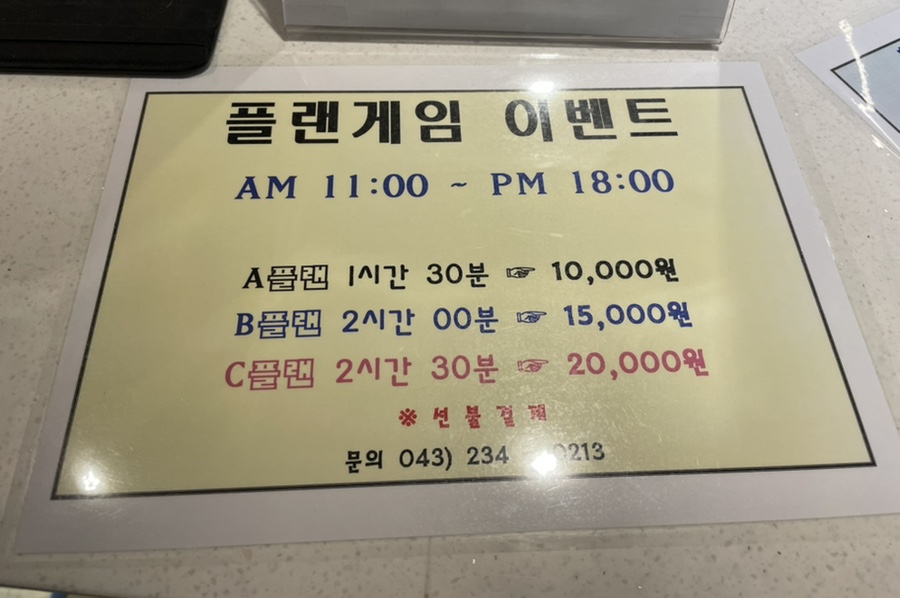 플랜게임 이벤트
AM 11:00 ~ PM 18:00
A플랜 1시간 30분 ☞ 10,000원
B플랜 2시간 00분 ☞ 15,000원
C플랜 2시간 30분 ☞ 20,000원
※선불결제
문의 043) 234 0213